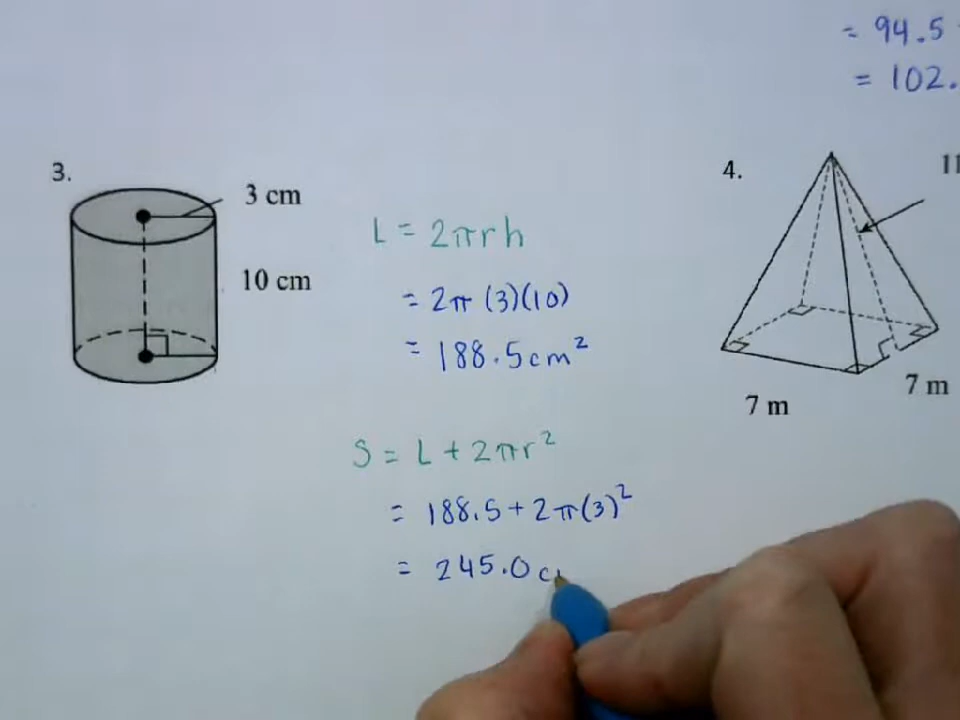 = 94.5
= 102.
3.
3 cm
10 cm
L = 2πrh
= 2π (3)(10)
= 188.5 cm²
S = L + 2πr²
= 188.5 + 2π(3)²
= 245.0 c
4.
11
7 m
7 m